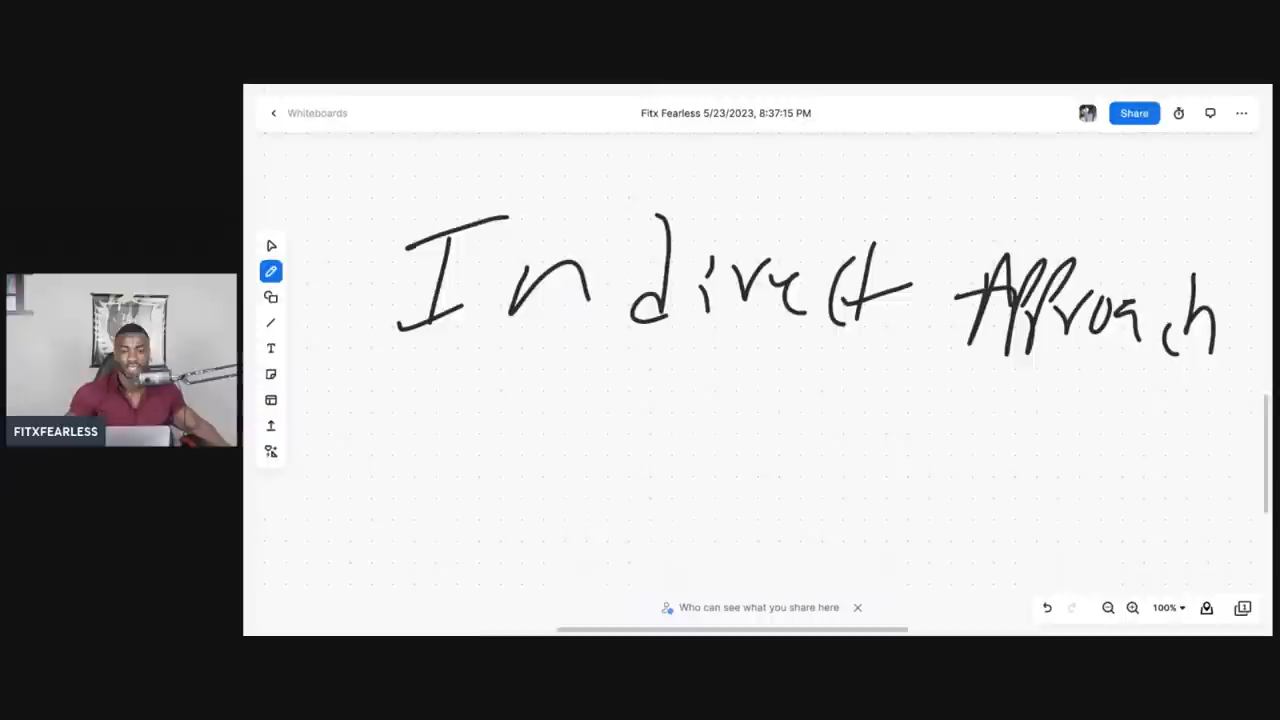 Whiteboards
Fitx Fearless 5/23/2023, 8:37:15 PM
Share
Indirect Approach
T
FITXFEARLESS
Who can see what you share here
100%
1